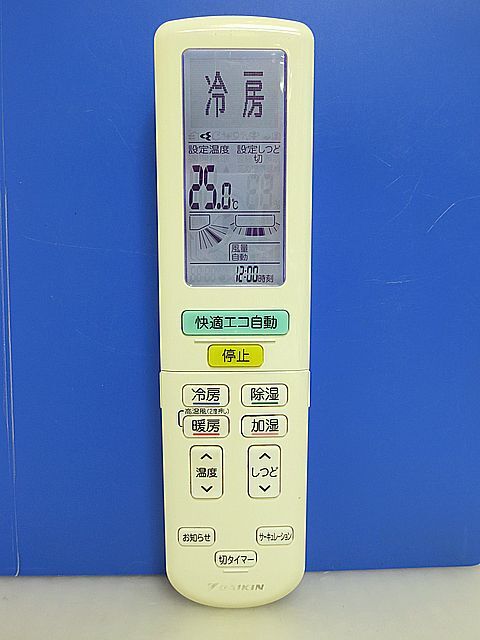 冷房
設定温度 設定しつど
切
25.0℃
風量
自動
12:00時刻
快適エコ自動
停止
冷房 除湿
高温風(2度押し)
暖房 加湿
温度 しつど
お知らせ サーキュレーション
切タイマー
DAIKIN